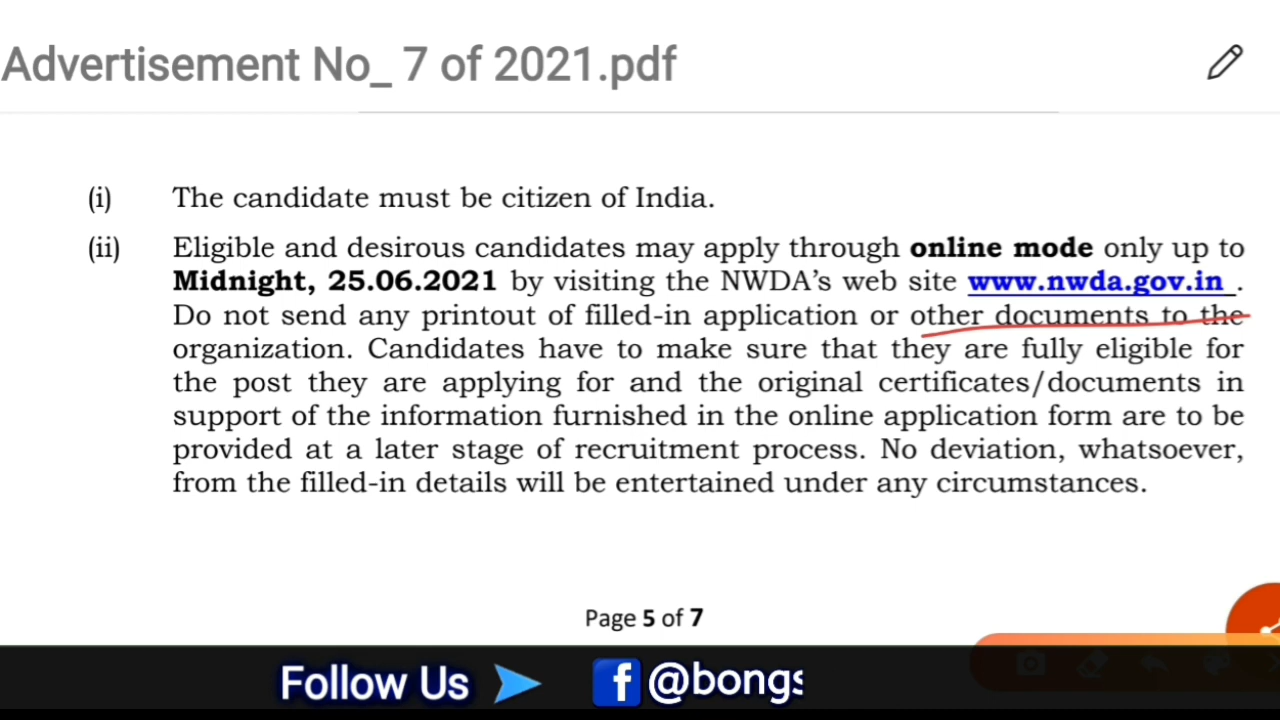 Advertisement No_ 7 of 2021.pdf
(i) The candidate must be citizen of India.
(ii) Eligible and desirous candidates may apply through online mode only up to
Midnight, 25.06.2021 by visiting the NWDA's web site www.nwda.gov.in .
Do not send any printout of filled-in application or other documents to the
organization. Candidates have to make sure that they are fully eligible for
the post they are applying for and the original certificates/documents in
support of the information furnished in the online application form are to be
provided at a later stage of recruitment process. No deviation, whatsoever,
from the filled-in details will be entertained under any circumstances.
Page 5 of 7
Follow Us f @bongs